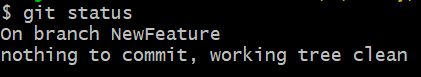 $ git status
On branch NewFeature
nothing to commit, working tree clean